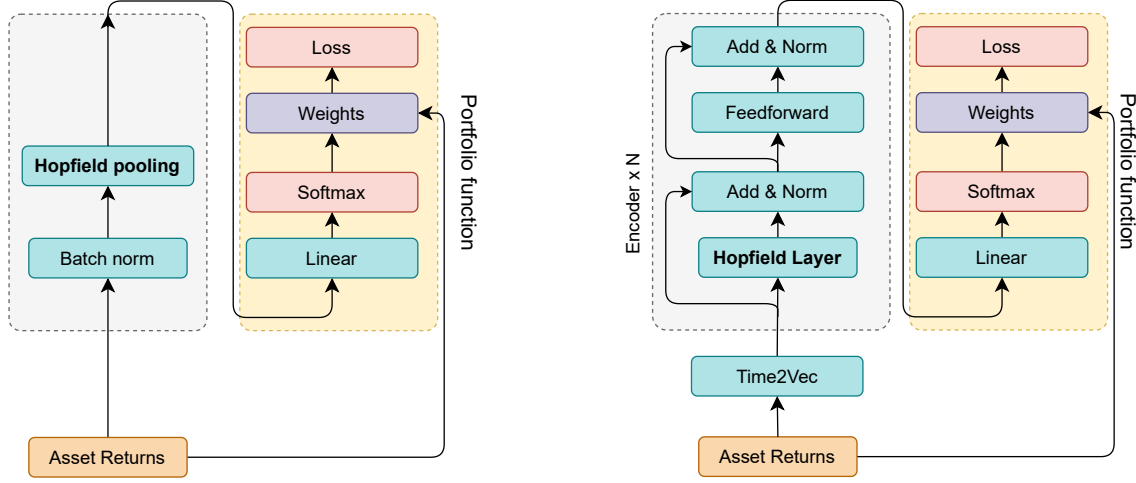 Loss
Weights
Hopfield pooling
Softmax
Batch norm
Linear
Asset Returns
Portfolio function
Add & Norm
Feedforward
Add & Norm
Hopfield Layer
Encoder x N
Time2Vec
Asset Returns
Loss
Weights
Softmax
Linear
Portfolio function